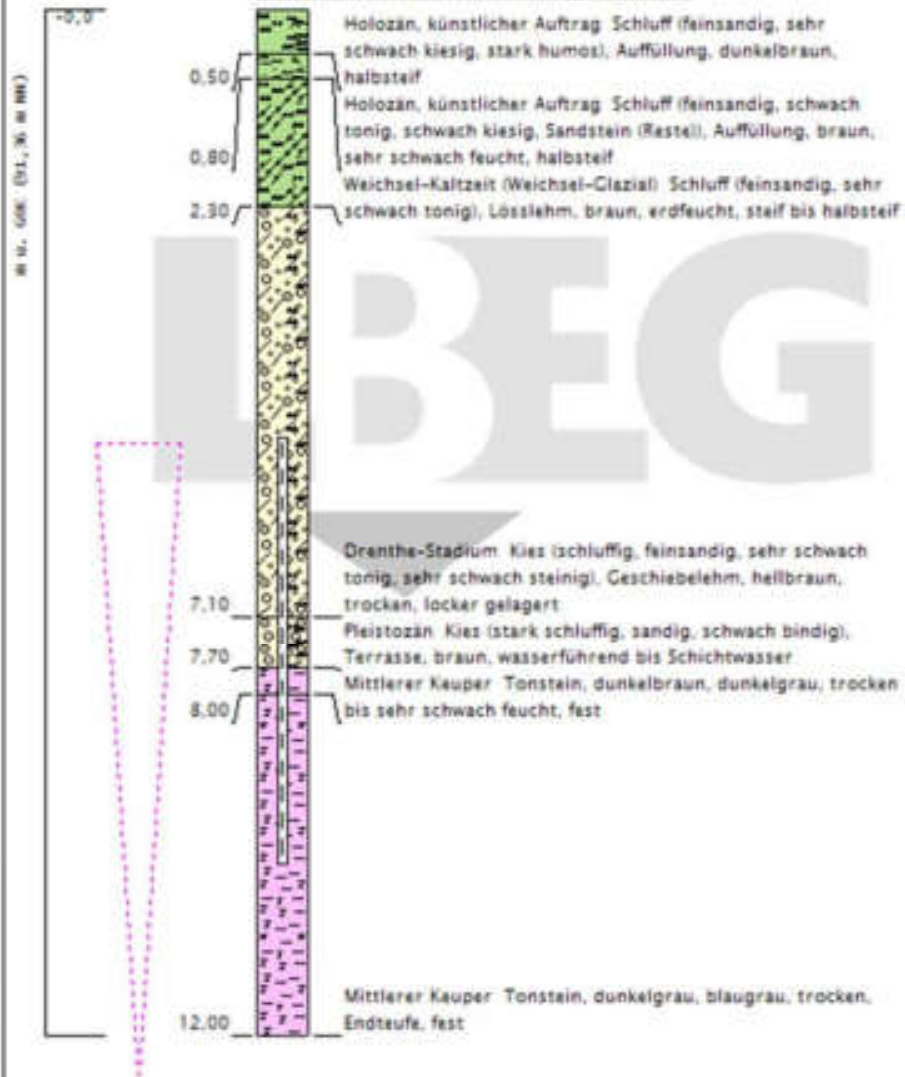 -0,0
Holozän, künstlicher Auftrag Schluff (feinsandig, sehr
schwach kiesig, stark humos), Auffüllung, dunkelbraun,
0,50 halbsteif
Holozän, künstlicher Auftrag Schluff (feinsandig, schwach
tonig, schwach kiesig, Sandstein (Reste)), Auffüllung, braun,
0,80 sehr schwach feucht, halbsteif
Weichsel-Kaltzeit (Weichsel-Glazial) Schluff (feinsandig, sehr
2,30 schwach tonig), Lösslehm, braun, erdfeucht, steif bis halbsteif
m u. GOK (91,36 m NN)
LBEG
Drenthe-Stadium Kies (schluffig, feinsandig, sehr schwach
tonig, sehr schwach steinig), Geschiebelehm, hellbraun,
7,10 trocken, locker gelagert
Pleistozän Kies (stark schluffig, sandig, schwach bindig),
7,70 Terrasse, braun, wasserführend bis Schichtwasser
Mittlerer Keuper Tonstein, dunkelbraun, dunkelgrau, trocken
8,00 bis sehr schwach feucht, fest
Mittlerer Keuper Tonstein, dunkelgrau, blaugrau, trocken,
12,00 Endteufe, fest